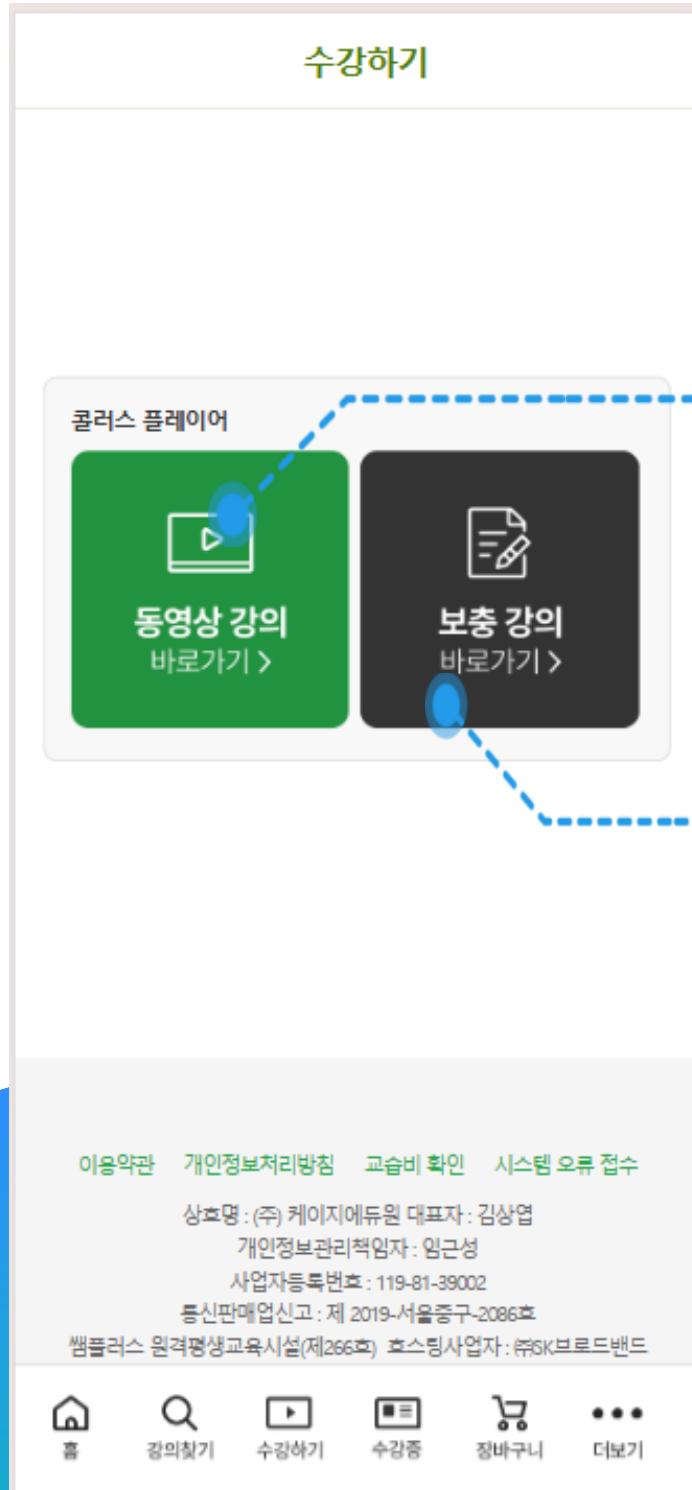 수강하기
콜러스 플레이어
동영상 강의
바로가기 >
보충 강의
바로가기 >
이용약관 개인정보처리방침 교습비 확인 시스템 오류 접수
상호명 : (주) 케이지에듀원 대표자 : 김상엽
개인정보관리책임자 : 임근성
사업자등록번호 : 119-81-39002
통신판매업신고 : 제 2019-서울중구-2086호
쌤플러스 원격평생교육시설(제266호) 호스팅사업자 : ㈜SK브로드밴드
홈 강의찾기 수강하기 수강증 장바구니 더보기